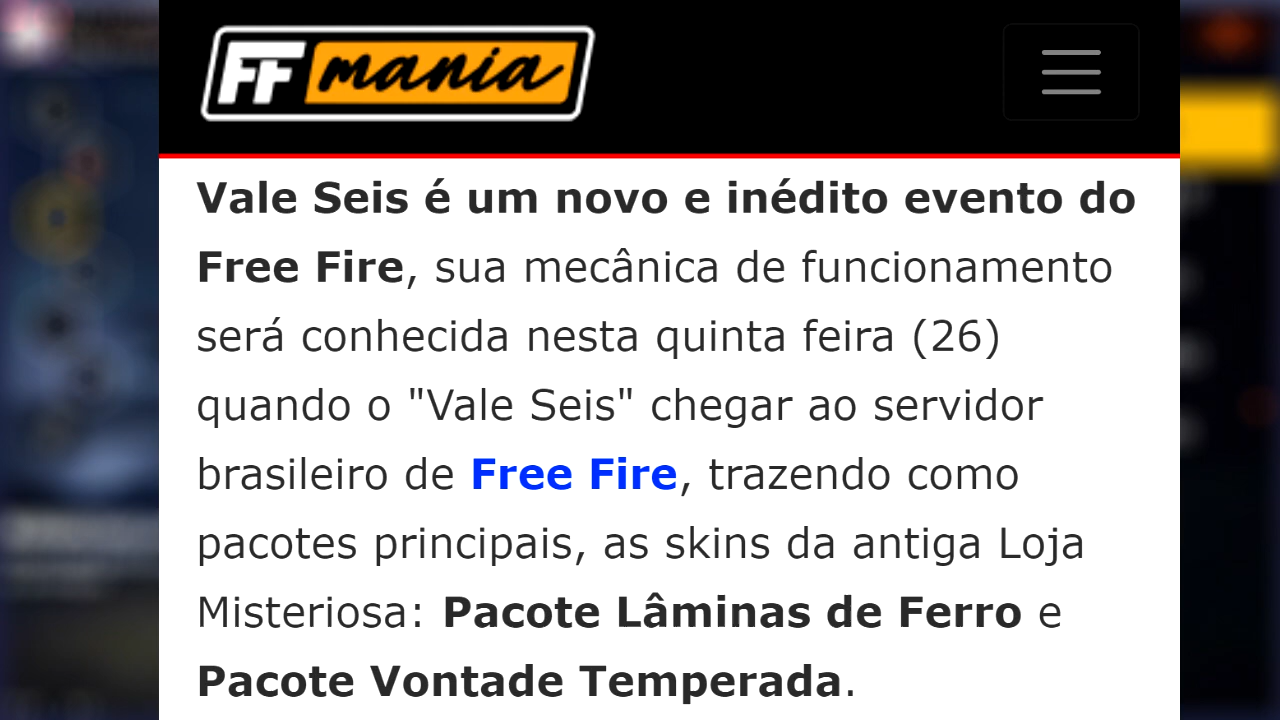 FF mania
Vale Seis é um novo e inédito evento do
Free Fire, sua mecânica de funcionamento
será conhecida nesta quinta feira (26)
quando o "Vale Seis" chegar ao servidor
brasileiro de Free Fire, trazendo como
pacotes principais, as skins da antiga Loja
Misteriosa: Pacote Lâminas de Ferro e
Pacote Vontade Temperada.